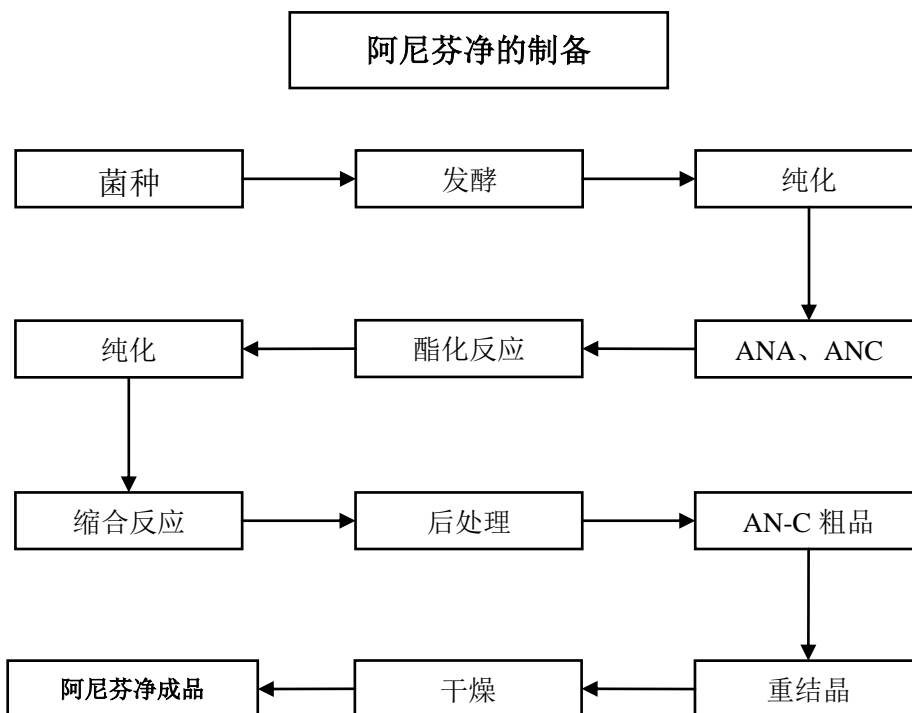 阿尼芬净的制备
菌种
发酵
纯化
ANA、ANC
酯化反应
纯化
缩合反应
后处理
AN-C 粗品
重结晶
干燥
阿尼芬净成品